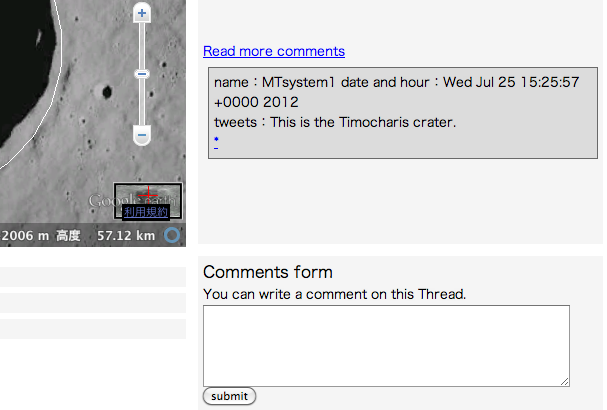 Read more comments
name：MTsystem1 date and hour：Wed Jul 25 15:25:57
+0000 2012
tweets：This is the Timocharis crater.
*
Google earth
利用規約
2006 m 高度 57.12 km
Comments form
You can write a comment on this Thread.
submit